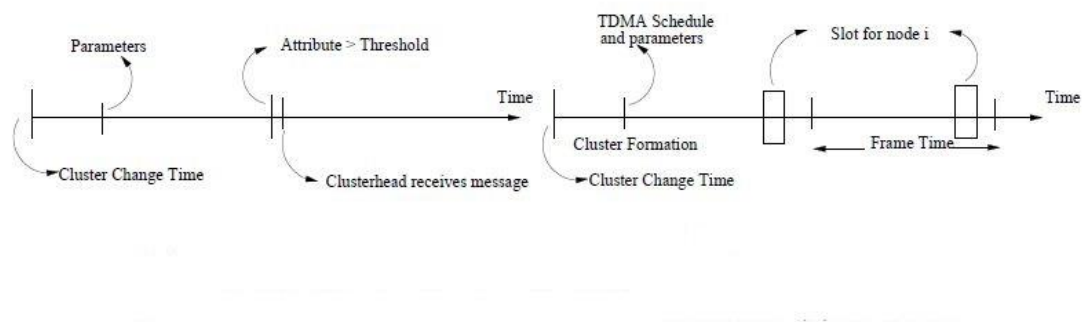 Parameters
Attribute > Threshold
Time
Cluster Change Time
Clusterhead receives message
TDMA Schedule
and parameters
Slot for node i
Time
Cluster Formation
Frame Time
Cluster Change Time